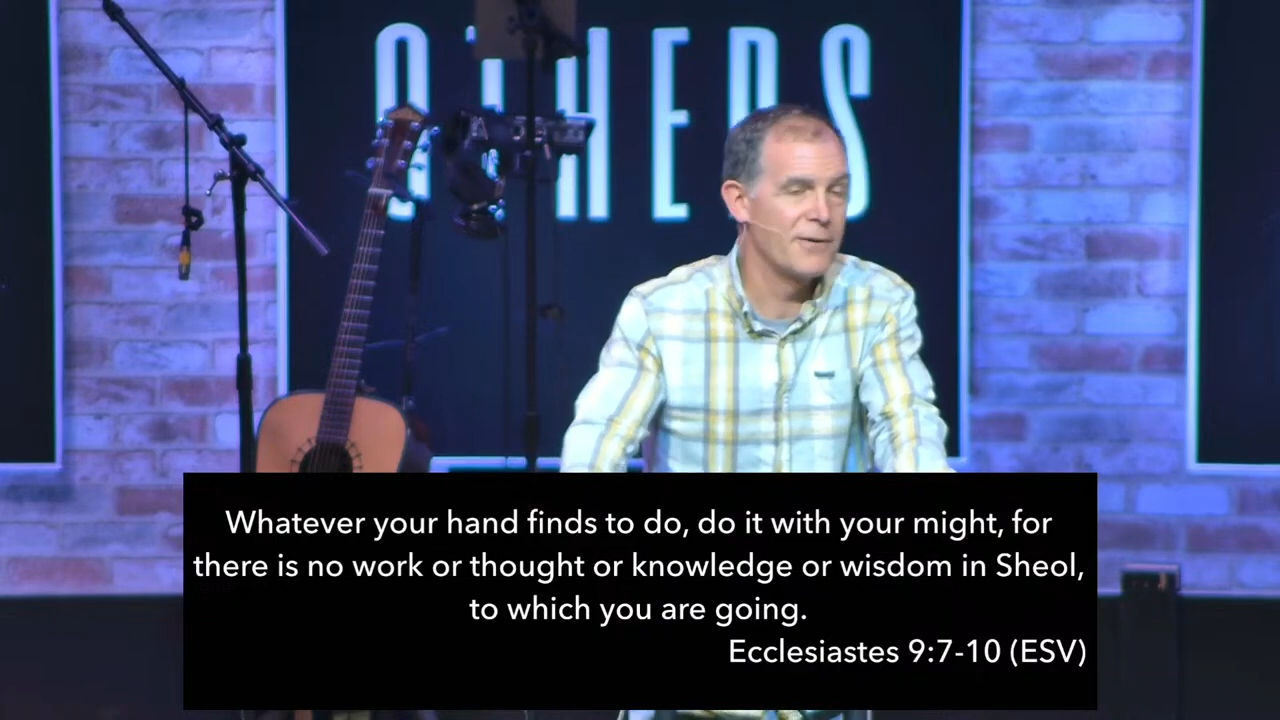 OTHERS
Whatever your hand finds to do, do it with your might, for
there is no work or thought or knowledge or wisdom in Sheol,
to which you are going.
Ecclesiastes 9:7-10 (ESV)